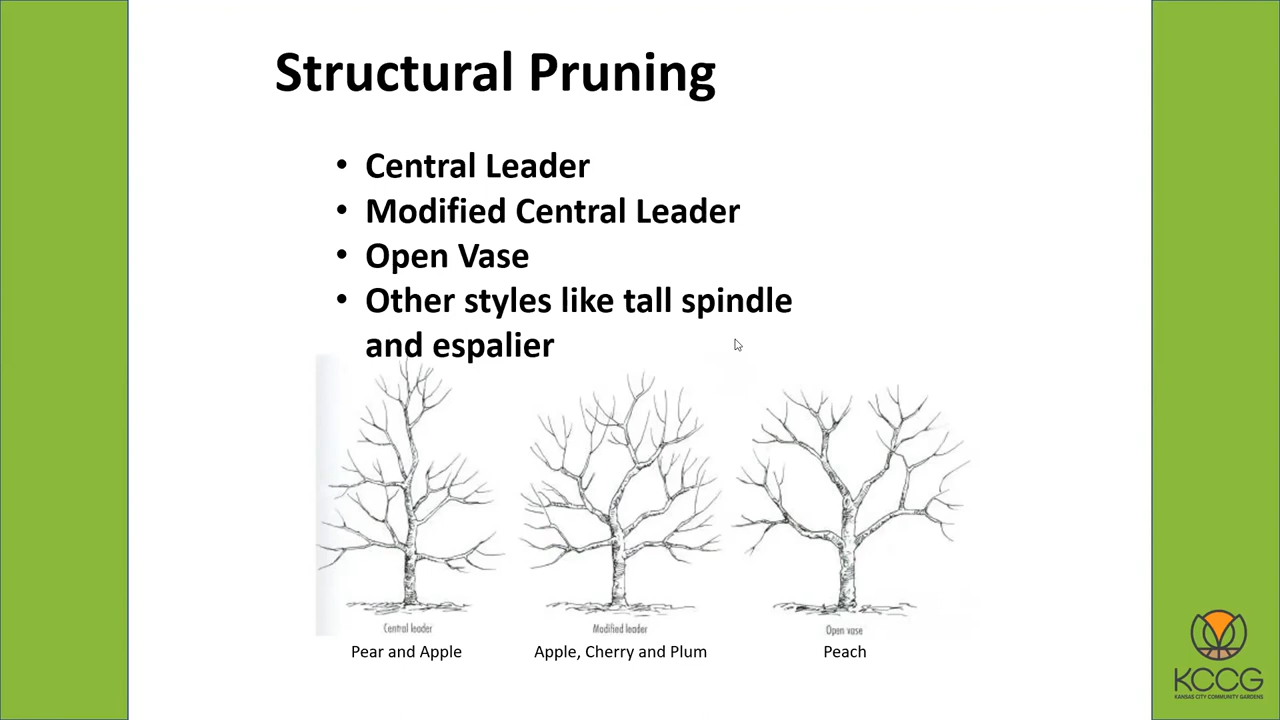 Structural Pruning
• Central Leader
• Modified Central Leader
• Open Vase
• Other styles like tall spindle
and espalier
Central leader
Modified leader
Open vase
Pear and Apple
Apple, Cherry and Plum
Peach
KCCG
KANSAS CITY COMMUNITY GARDENS